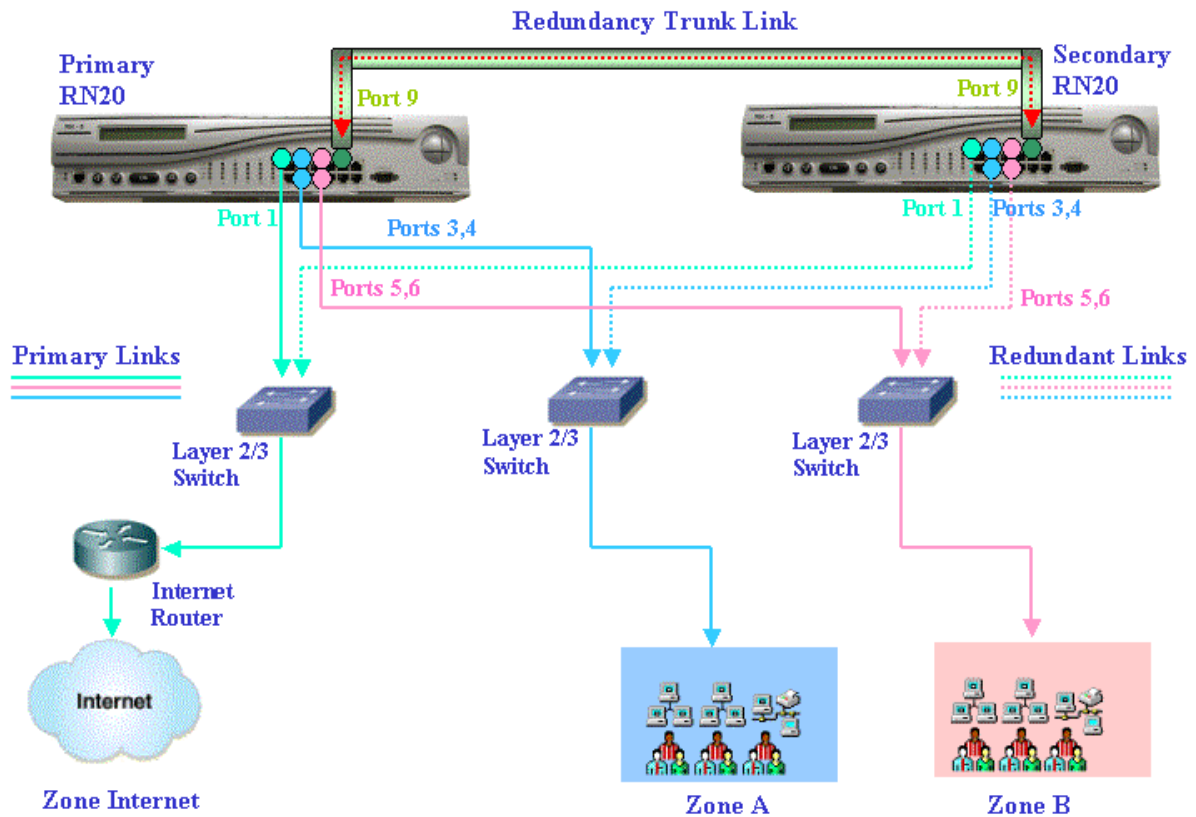 Redundancy Trunk Link
Primary
RN20
Secondary
RN20
Port 9
Port 9
Port 1
Ports 3,4
Port 1
Ports 3,4
Ports 5,6
Ports 5,6
Primary Links
Redundant Links
Layer 2/3
Switch
Layer 2/3
Switch
Layer 2/3
Switch
Internet
Router
Internet
Zone Internet
Zone A
Zone B